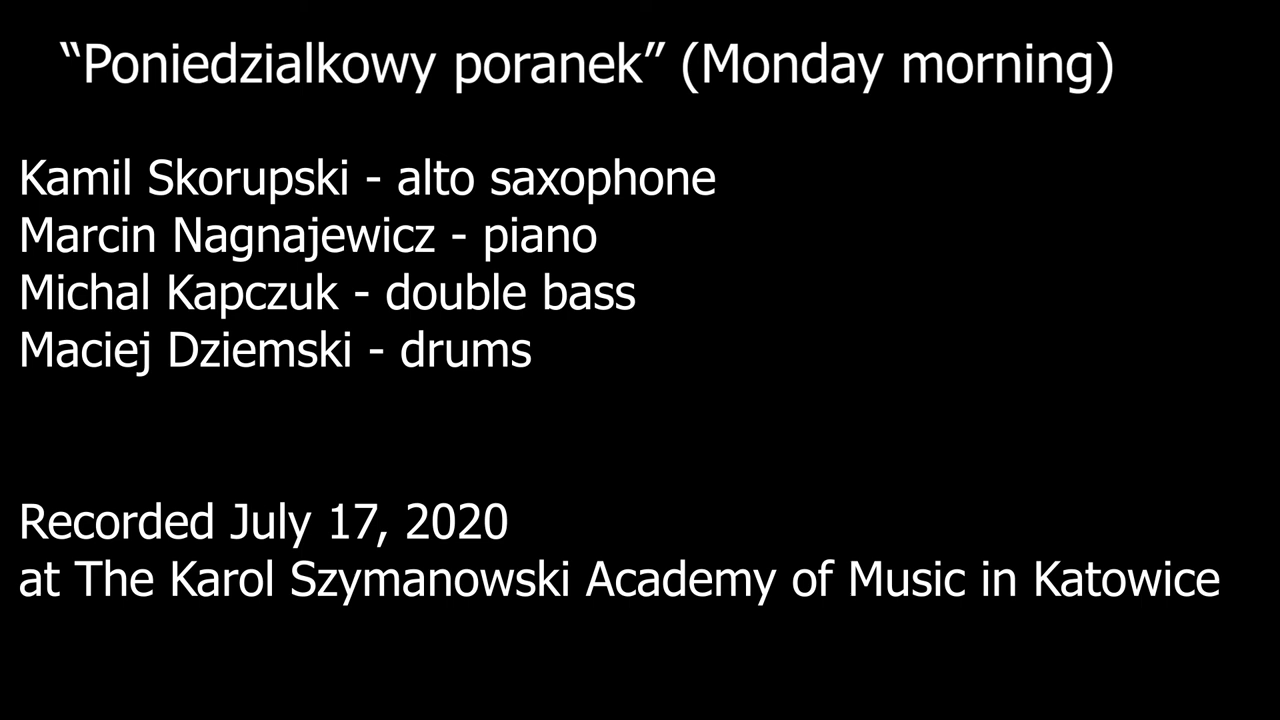 “Poniedzialkowy poranek” (Monday morning)
Kamil Skorupski - alto saxophone
Marcin Nagnajewicz - piano
Michal Kapczuk - double bass
Maciej Dziemski - drums
Recorded July 17, 2020
at The Karol Szymanowski Academy of Music in Katowice